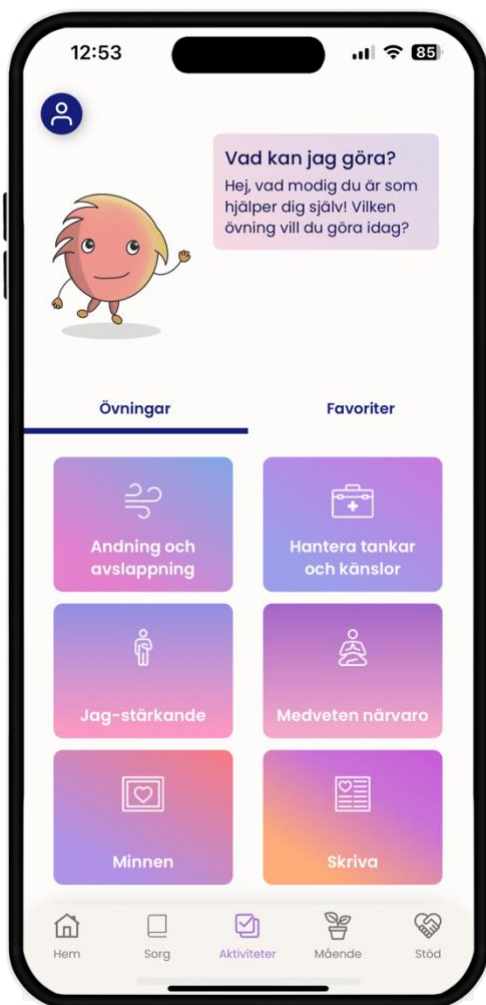 12:53
85
Vad kan jag göra?
Hej, vad modig du är som
hjälper dig själv! Vilken
övning vill du göra idag?
Övningar
Favoriter
Andning och
avslappning
Hantera tankar
och känslor
Jag-stärkande
Medveten närvaro
Minnen
Skriva
Hem
Sorg
Aktiviteter
Mående
Stöd